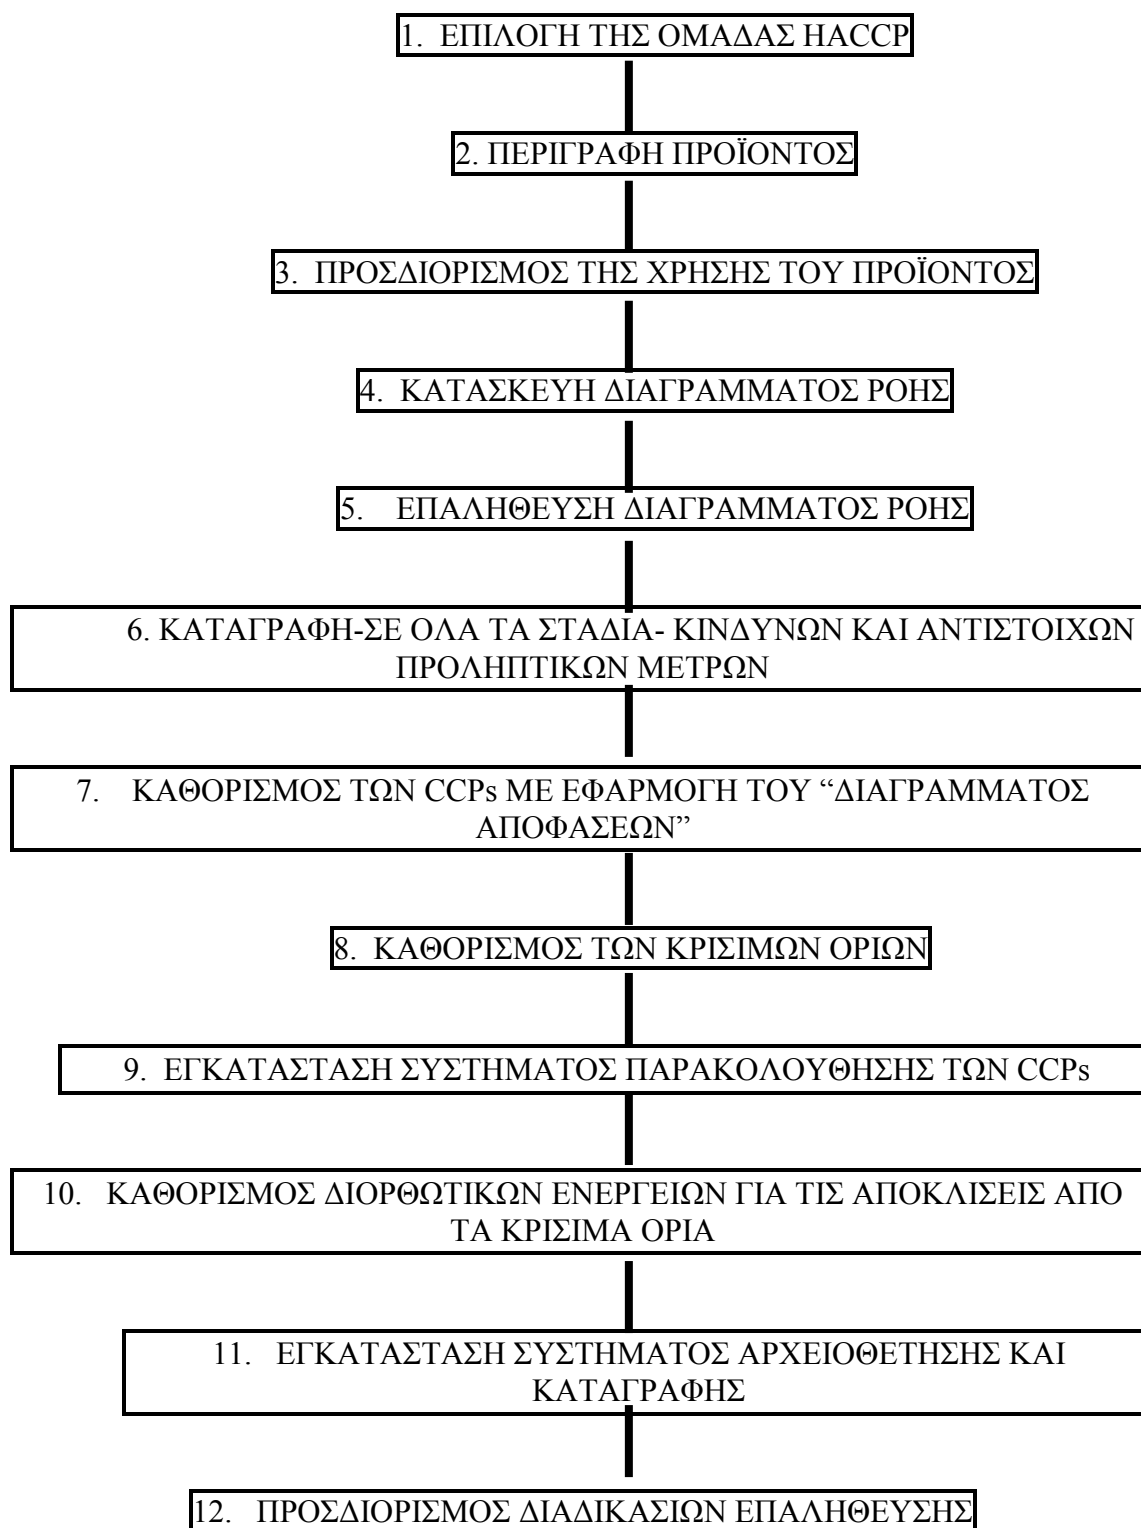 1. ΕΠΙΛΟΓΗ ΤΗΣ ΟΜΑΔΑΣ HACCP
2. ΠΕΡΙΓΡΑΦΗ ΠΡΟΪΟΝΤΟΣ
3. ΠΡΟΣΔΙΟΡΙΣΜΟΣ ΤΗΣ ΧΡΗΣΗΣ ΤΟΥ ΠΡΟΪΟΝΤΟΣ
4. ΚΑΤΑΣΚΕΥΗ ΔΙΑΓΡΑΜΜΑΤΟΣ ΡΟΗΣ
5. ΕΠΑΛΗΘΕΥΣΗ ΔΙΑΓΡΑΜΜΑΤΟΣ ΡΟΗΣ
6. ΚΑΤΑΓΡΑΦΗ-ΣΕ ΟΛΑ ΤΑ ΣΤΑΔΙΑ- ΚΙΝΔΥΝΩΝ ΚΑΙ ΑΝΤΙΣΤΟΙΧΩΝ
ΠΡΟΛΗΠΤΙΚΩΝ ΜΕΤΡΩΝ
7. ΚΑΘΟΡΙΣΜΟΣ ΤΩΝ CCPs ΜΕ ΕΦΑΡΜΟΓΗ ΤΟΥ “ΔΙΑΓΡΑΜΜΑΤΟΣ
ΑΠΟΦΑΣΕΩΝ”
8. ΚΑΘΟΡΙΣΜΟΣ ΤΩΝ ΚΡΙΣΙΜΩΝ ΟΡΙΩΝ
9. ΕΓΚΑΤΑΣΤΑΣΗ ΣΥΣΤΗΜΑΤΟΣ ΠΑΡΑΚΟΛΟΥΘΗΣΗΣ ΤΩΝ CCPs
10. ΚΑΘΟΡΙΣΜΟΣ ΔΙΟΡΘΩΤΙΚΩΝ ΕΝΕΡΓΕΙΩΝ ΓΙΑ ΤΙΣ ΑΠΟΚΛΙΣΕΙΣ ΑΠΟ
ΤΑ ΚΡΙΣΙΜΑ ΟΡΙΑ
11. ΕΓΚΑΤΑΣΤΑΣΗ ΣΥΣΤΗΜΑΤΟΣ ΑΡΧΕΙΟΘΕΤΗΣΗΣ ΚΑΙ
ΚΑΤΑΓΡΑΦΗΣ
12. ΠΡΟΣΔΙΟΡΙΣΜΟΣ ΔΙΑΔΙΚΑΣΙΩΝ ΕΠΑΛΗΘΕΥΣΗΣ